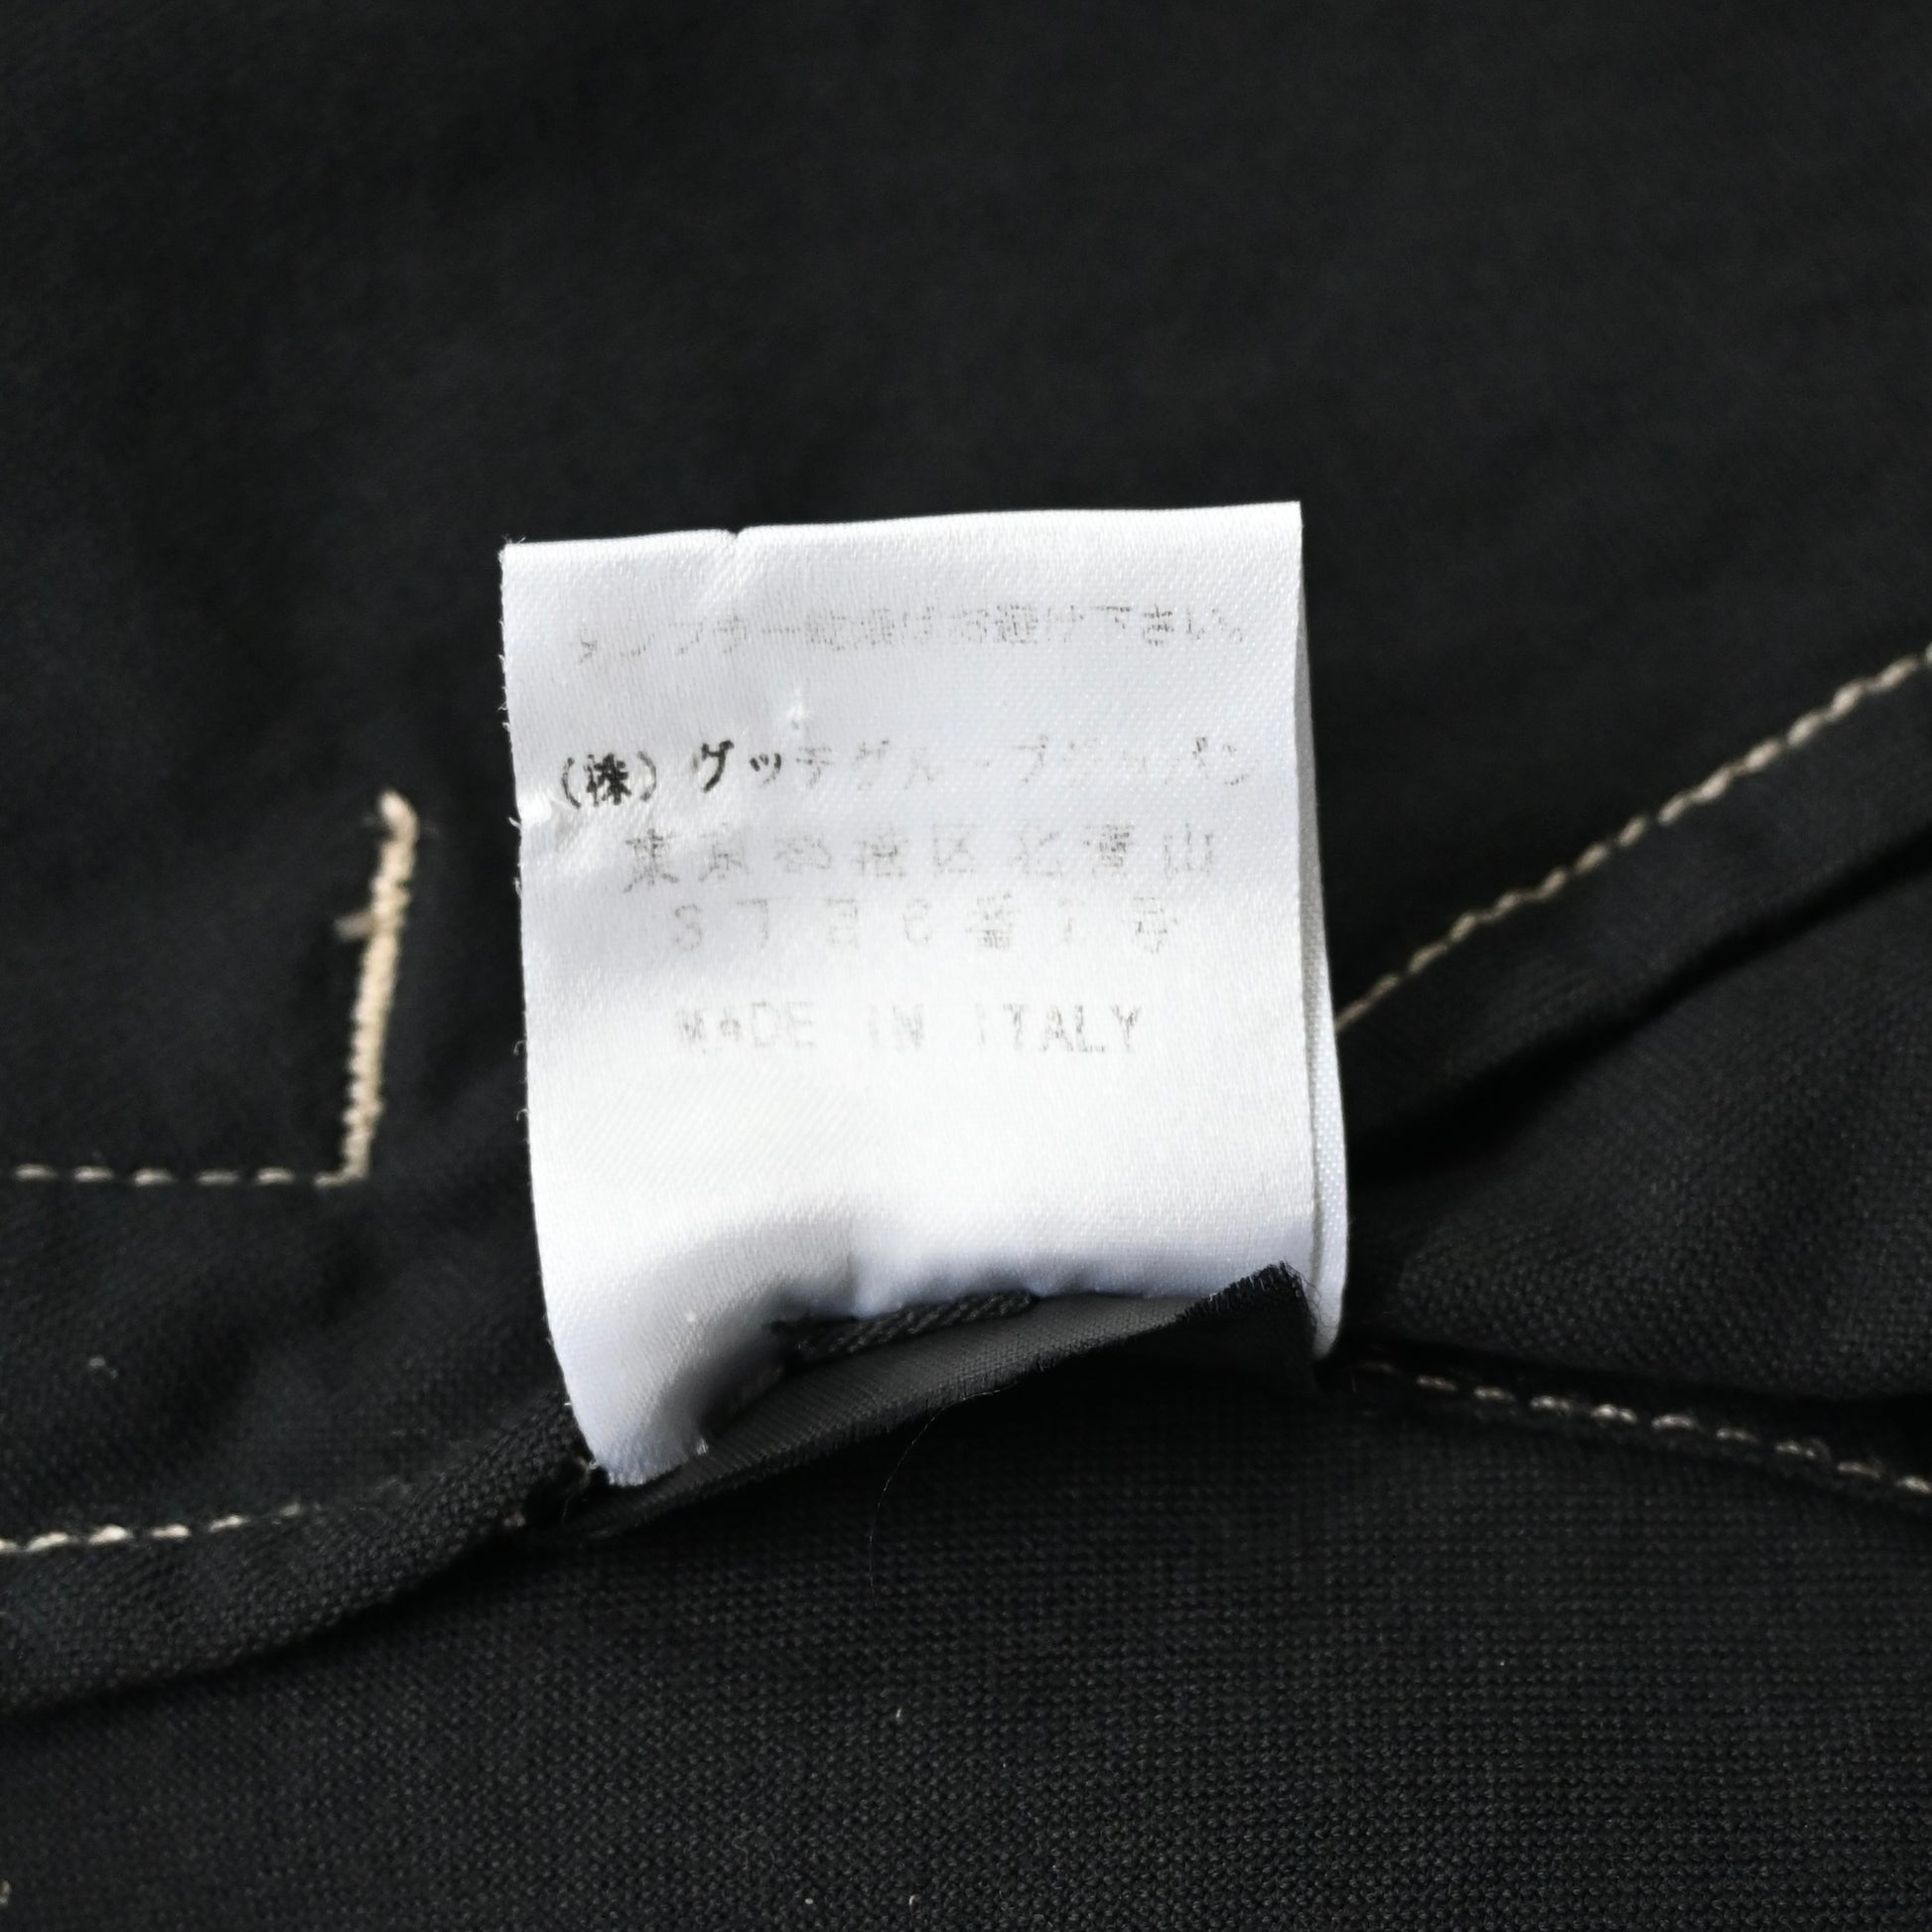 タンブラー乾燥はお避け下さい
(株) グッチグループジャパン
東京都港区北青山
3丁目6番1号
MADE IN ITALY